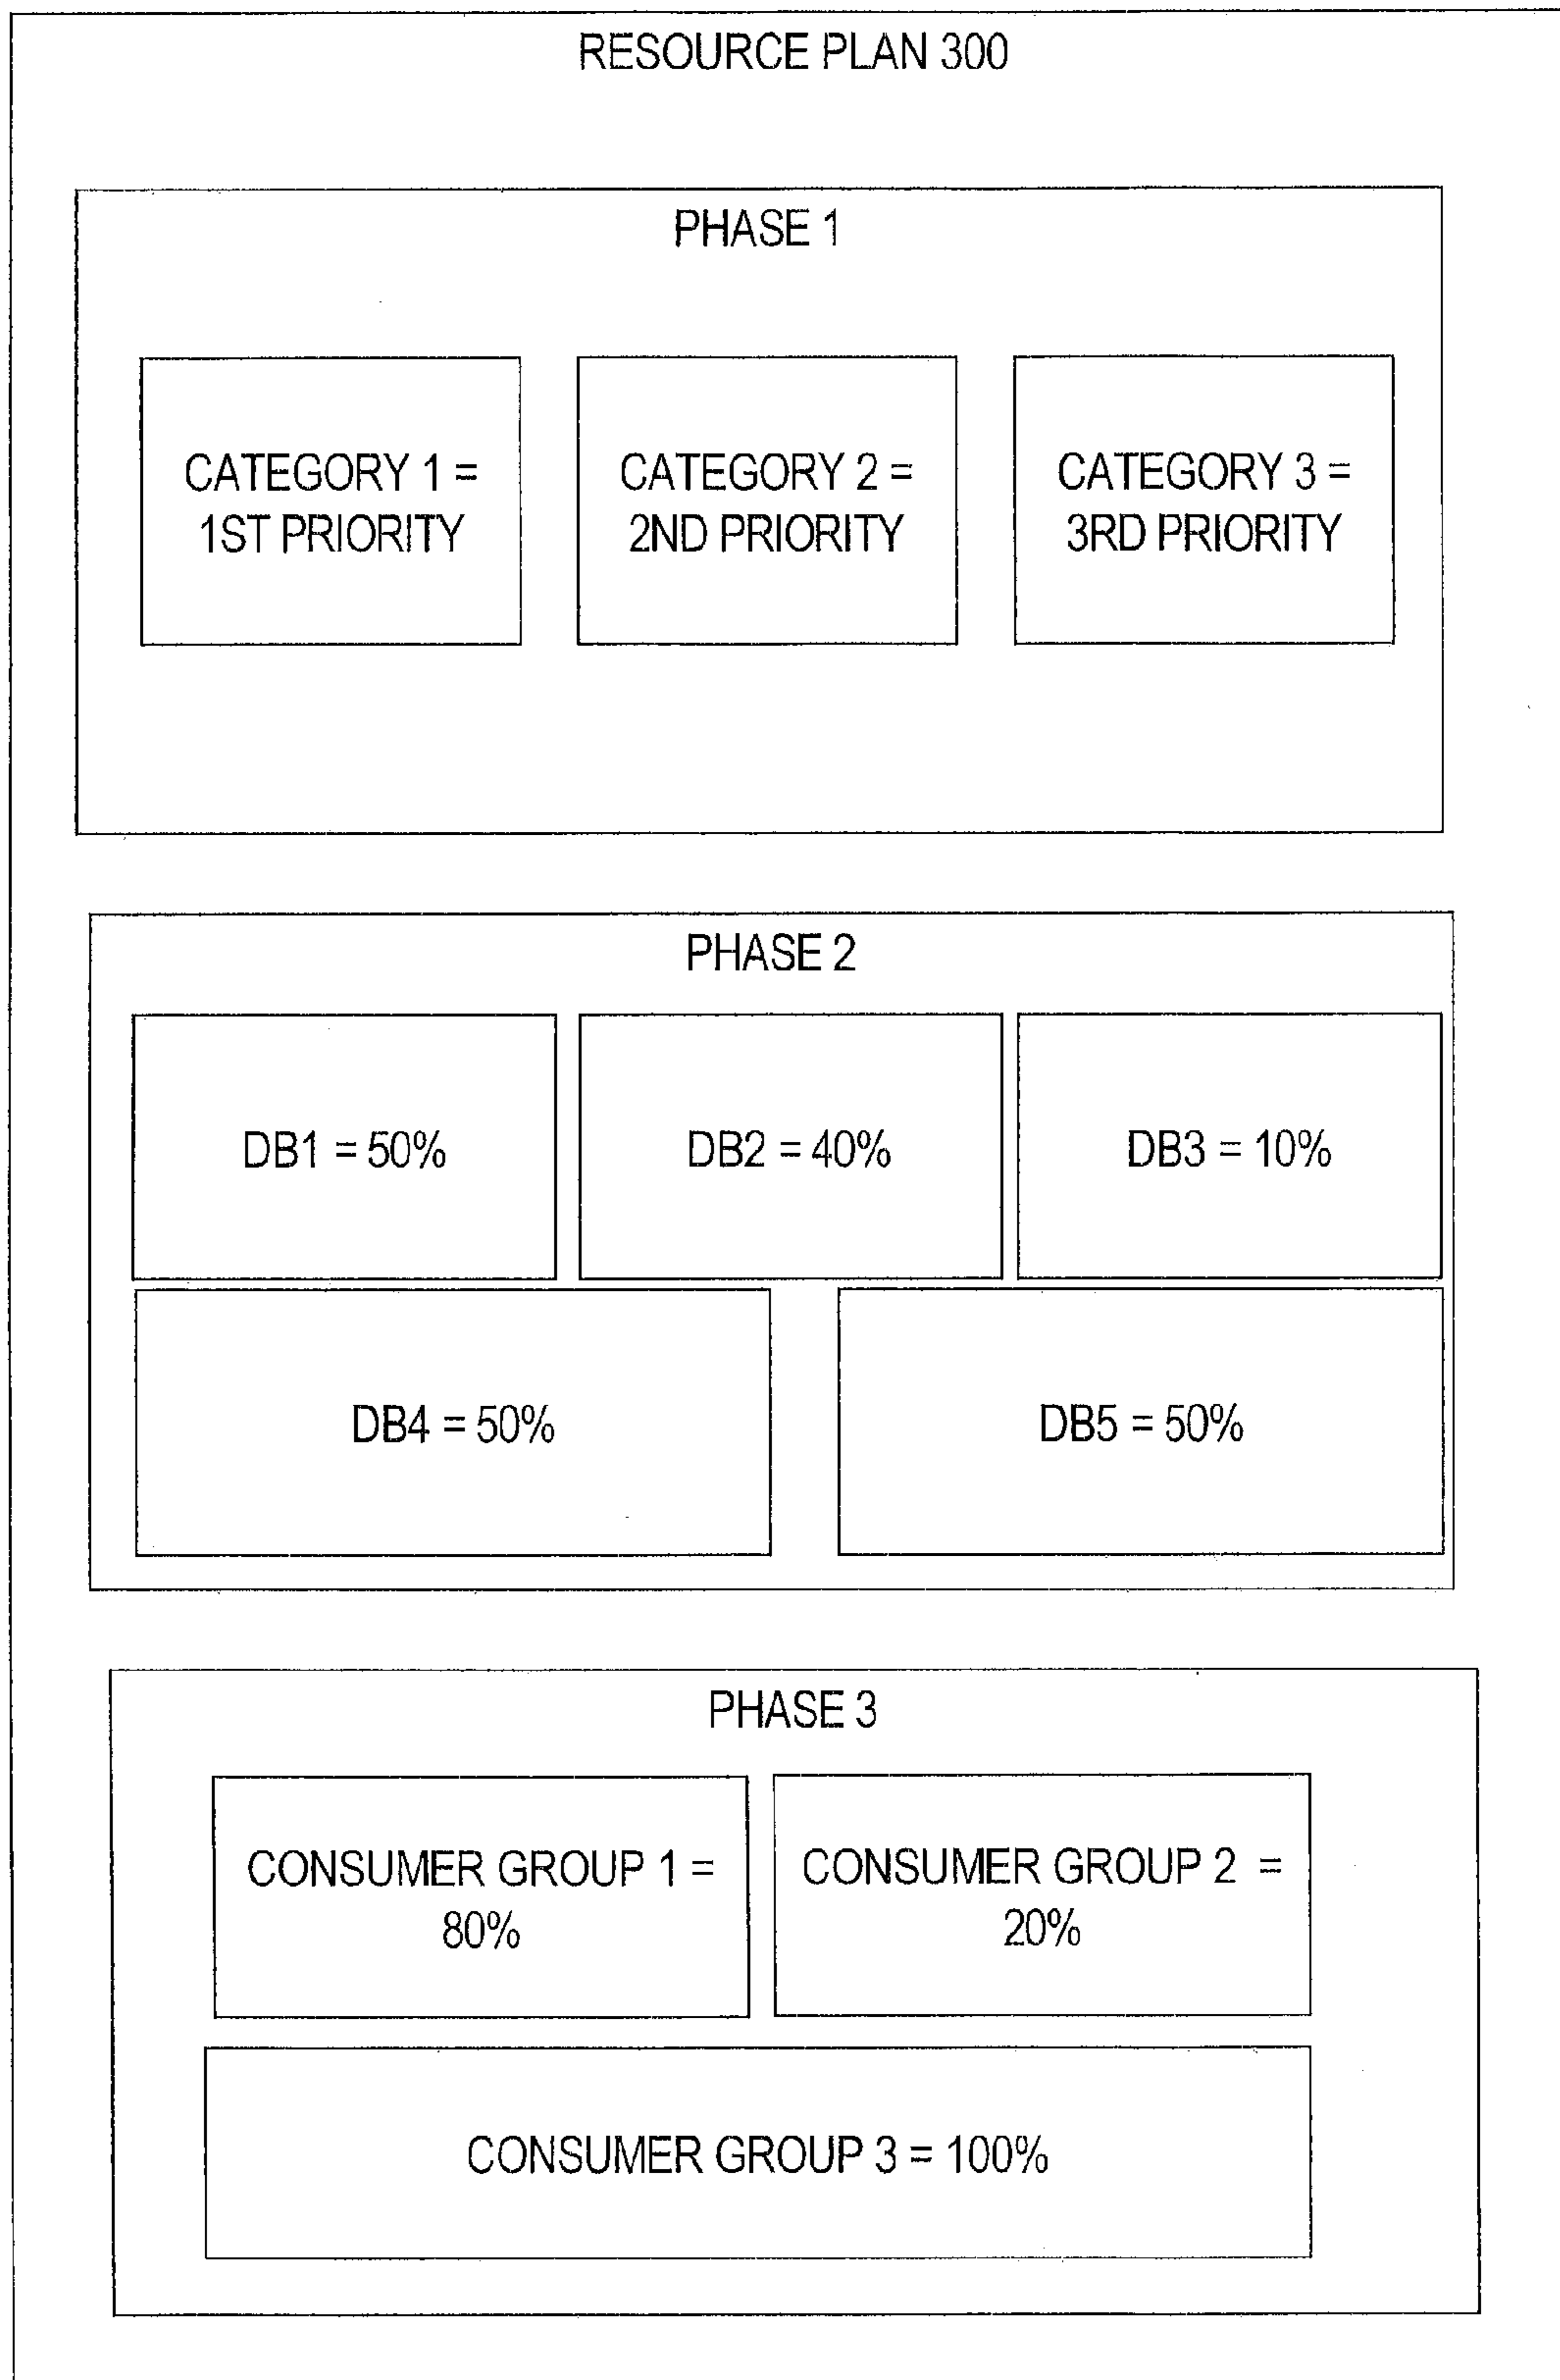 RESOURCE PLAN 300
PHASE 1
CATEGORY 1 =
1ST PRIORITY
CATEGORY 2 =
2ND PRIORITY
CATEGORY 3 =
3RD PRIORITY
PHASE 2
DB1 = 50%
DB2 = 40%
DB3 = 10%
DB4 = 50%
DB5 = 50%
PHASE 3
CONSUMER GROUP 1 =
80%
CONSUMER GROUP 2 =
20%
CONSUMER GROUP 3 = 100%